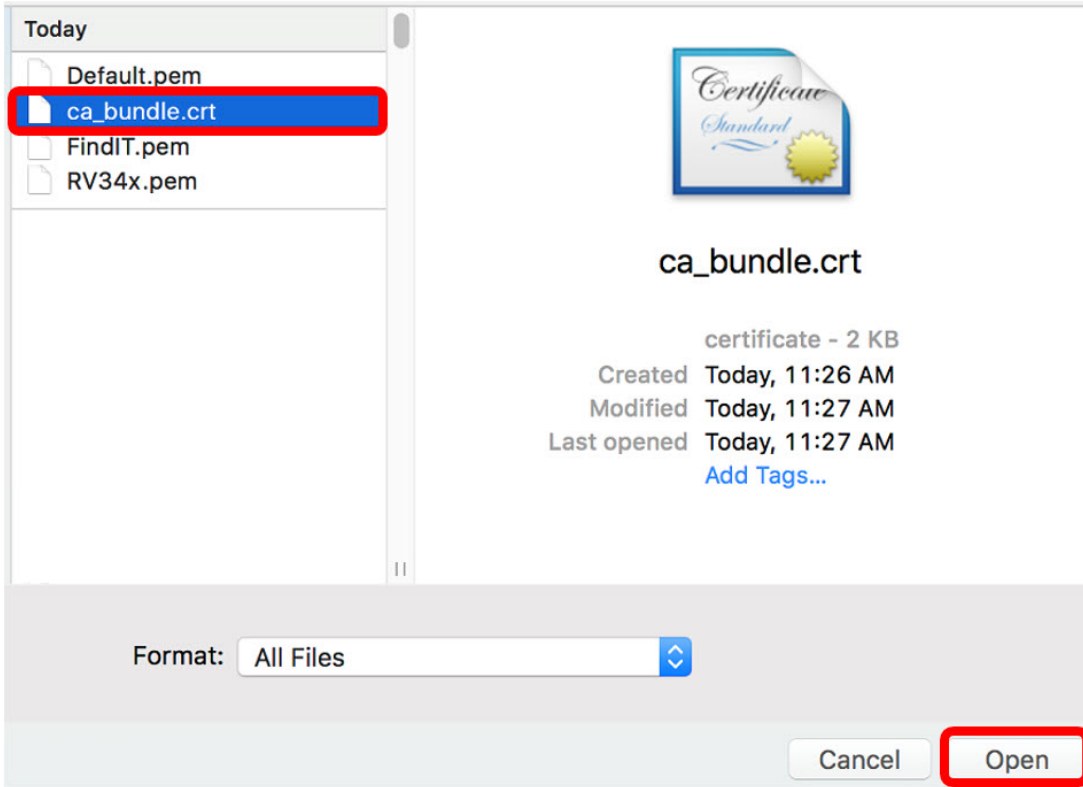 Today
Default.pem
ca_bundle.crt
FindIT.pem
RV34x.pem
Certificate
Standard
ca_bundle.crt
certificate - 2 KB
Created Today, 11:26 AM
Modified Today, 11:27 AM
Last opened Today, 11:27 AM
Add Tags...
Format: All Files
Cancel Open